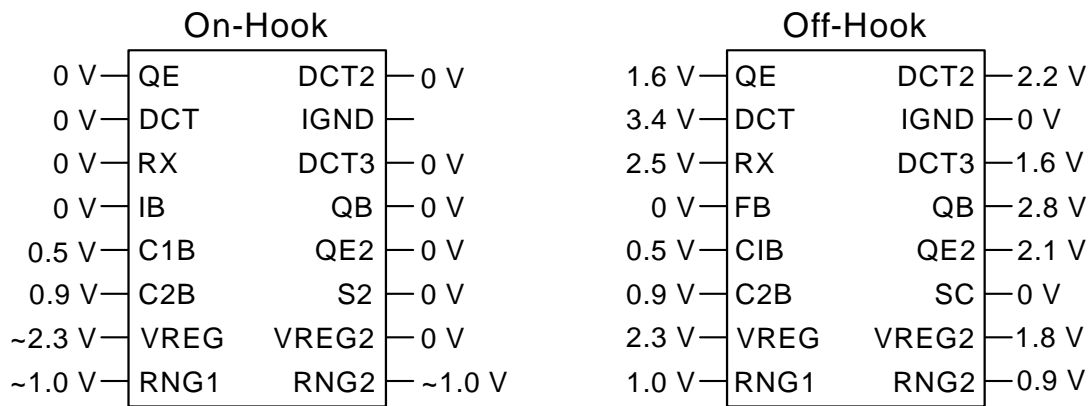 On-Hook Off-Hook
0 V QE DCT2 0 V 1.6 V QE DCT2 2.2 V
0 V DCT IGND 3.4 V DCT IGND 0 V
0 V RX DCT3 0 V 2.5 V RX DCT3 1.6 V
0 V IB QB 0 V 0 V FB QB 2.8 V
0.5 V C1B QE2 0 V 0.5 V CIB QE2 2.1 V
0.9 V C2B S2 0 V 0.9 V C2B SC 0 V
~2.3 V VREG VREG2 0 V 2.3 V VREG VREG2 1.8 V
~1.0 V RNG1 RNG2 ~1.0 V 1.0 V RNG1 RNG2 0.9 V